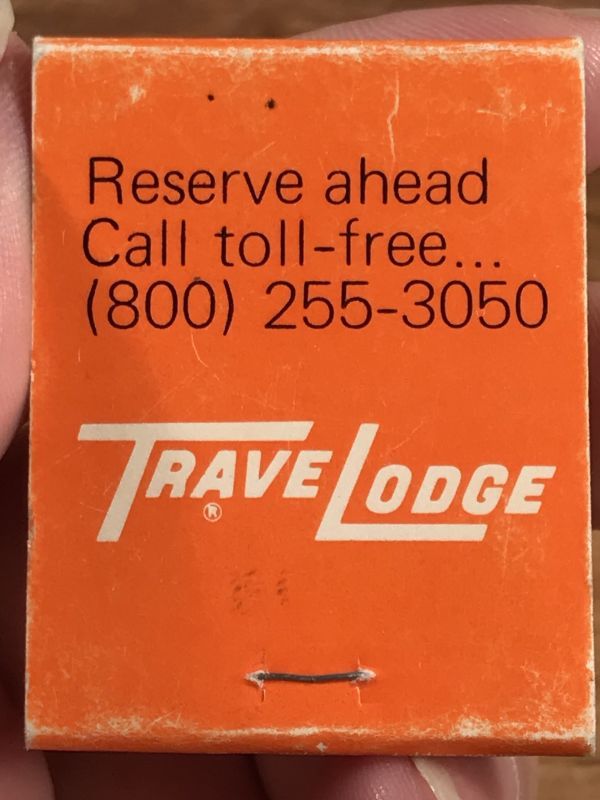 Reserve ahead
Call toll-free...
(800) 255-3050
TRAVELODGE
®